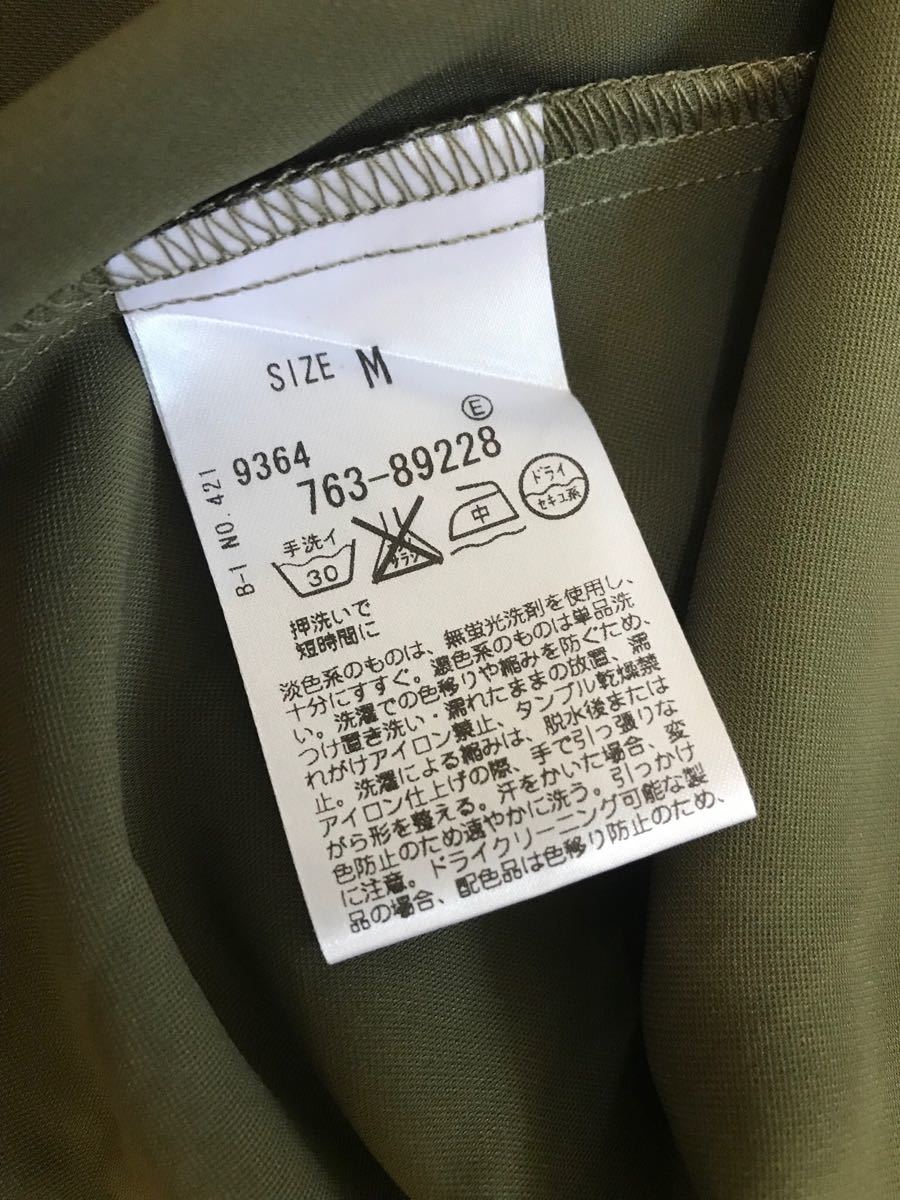 SIZE M
Ⓔ
9364
763-89228
B-1 NO. 421
手洗イ
30
サラシ
中
ドライ
セキユ系
押洗いで
短時間に
淡色系のものは、無蛍光洗剤を使用し、
十分にすすぐ。濃色系のものは単品洗
い。洗濯での色移りや縮みを防ぐため、
つけ置き洗い・濡れたままの放置、濡
れがけアイロン禁止、タンブル乾燥禁
止。洗濯による縮みは、脱水後または
アイロン仕上げの際、手で引っ張りな
がら形を整える。汗をかいた場合、変
色防止のため速やかに洗う。引っかけ
に注意。ドライクリーニング可能な製
品の場合、配色品は色移り防止のため、